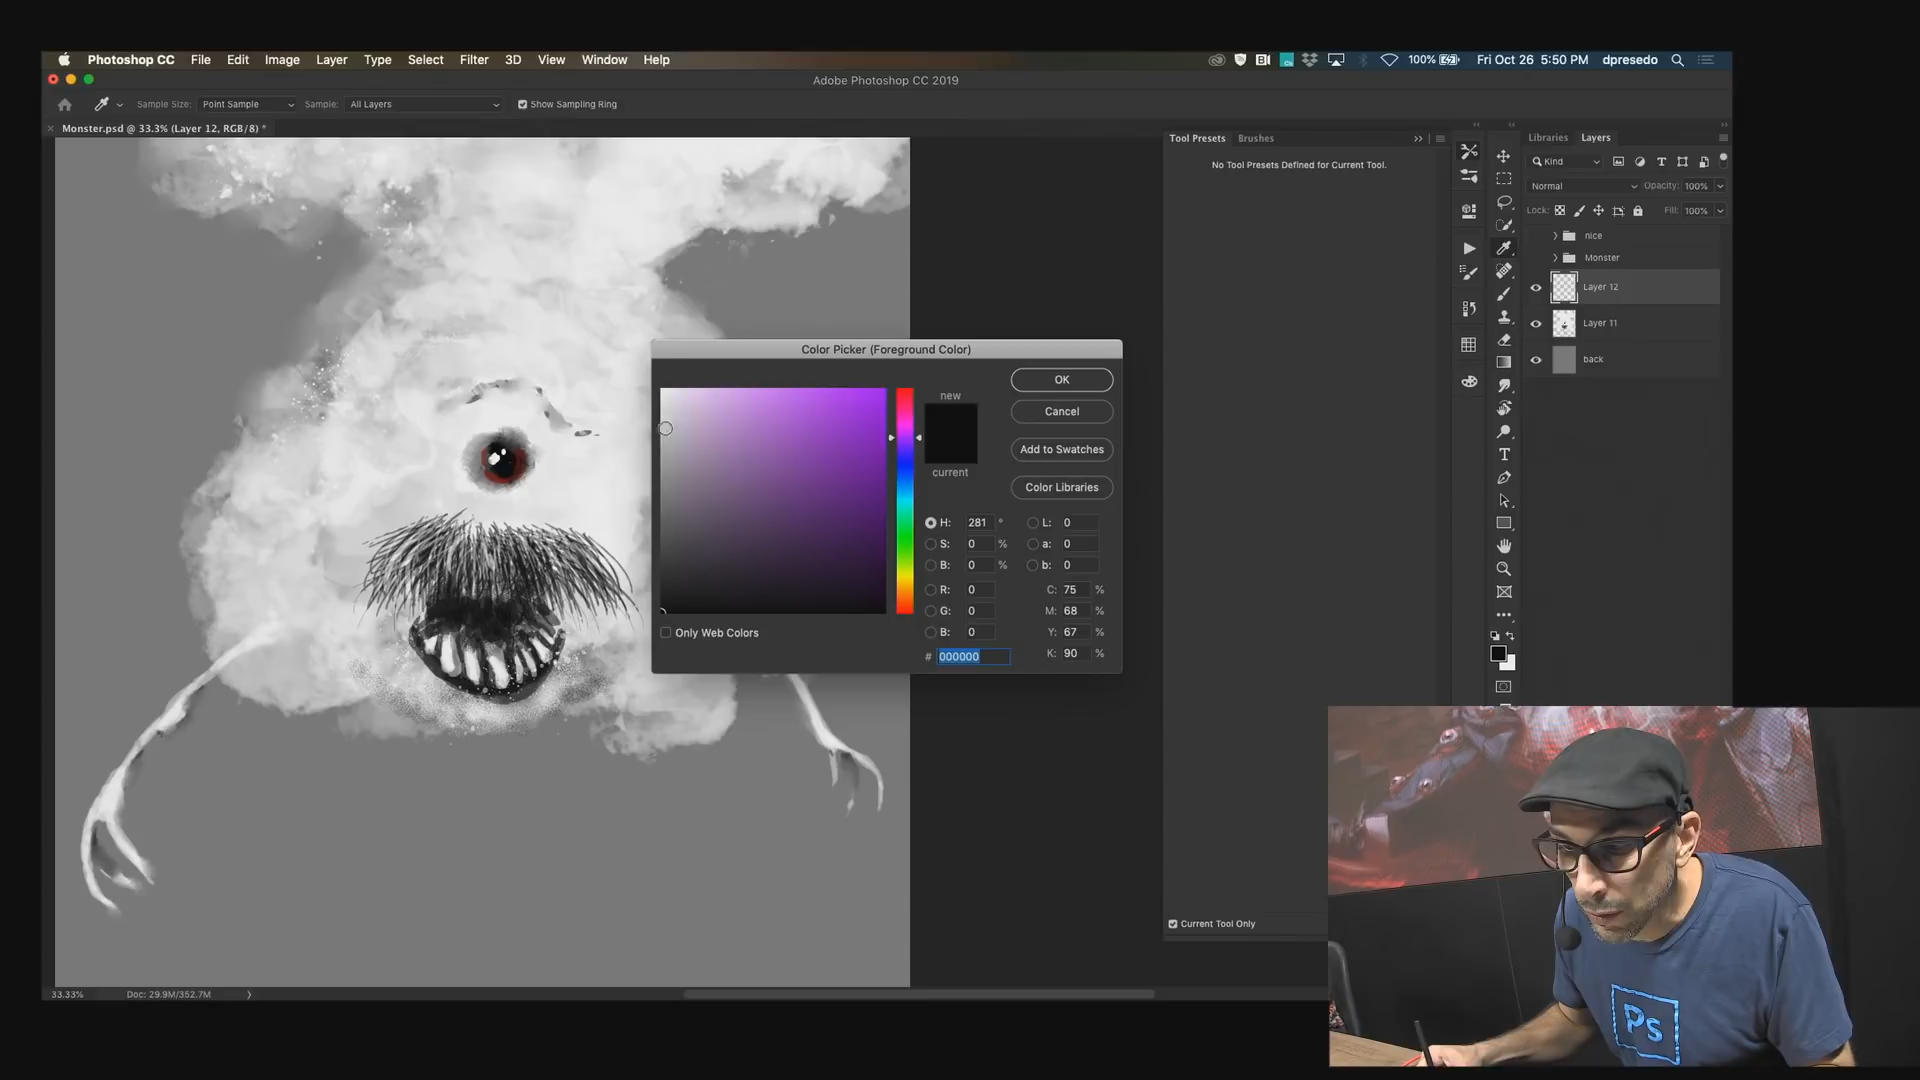 Photoshop CC File Edit Image Layer Type Select Filter 3D View Window Help 100% Fri Oct 26 5:50 PM dpresedo
Adobe Photoshop CC 2019
Sample Size: Point Sample Sample: All Layers Show Sampling Ring
Monster.psd @ 33.3% (Layer 12, RGB/8) *
Tool Presets Brushes
No Tool Presets Defined for Current Tool.
Libraries Layers
Kind
Normal Opacity: 100%
Lock: Fill: 100%
nice
Monster
Layer 12
Layer 11
back
Color Picker (Foreground Color)
new
current
OK
Cancel
Add to Swatches
Color Libraries
H: 281 ° L: 0
S: 0 % a: 0
B: 0 % b: 0
R: 0 C: 75 %
G: 0 M: 68 %
B: 0 Y: 67 %
# 000000 K: 90 %
Only Web Colors
Current Tool Only
33.33% Doc: 29.9M/352.7M
Ps